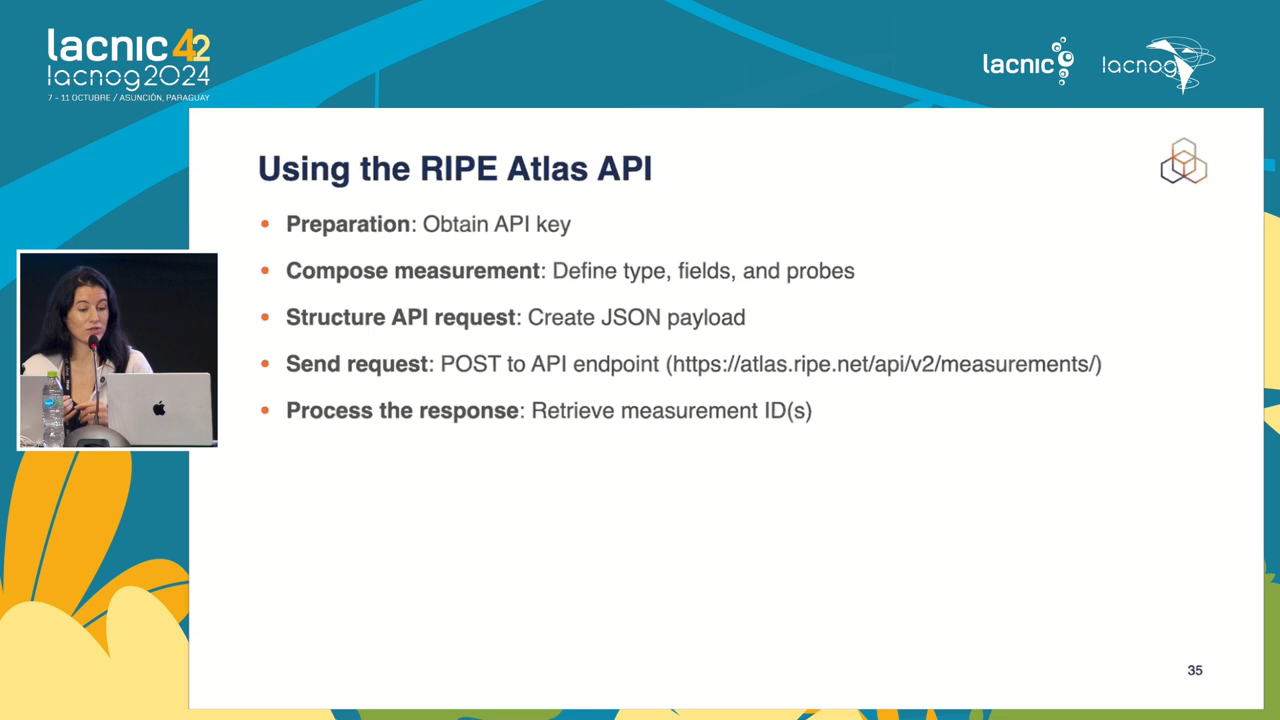 lacnic 42
lacnog2024
7 - 11 OCTUBRE / ASUNCIÓN, PARAGUAY
lacnic
lacnog
Using the RIPE Atlas API
• Preparation: Obtain API key
• Compose measurement: Define type, fields, and probes
• Structure API request: Create JSON payload
• Send request: POST to API endpoint (https://atlas.ripe.net/api/v2/measurements/)
• Process the response: Retrieve measurement ID(s)
35